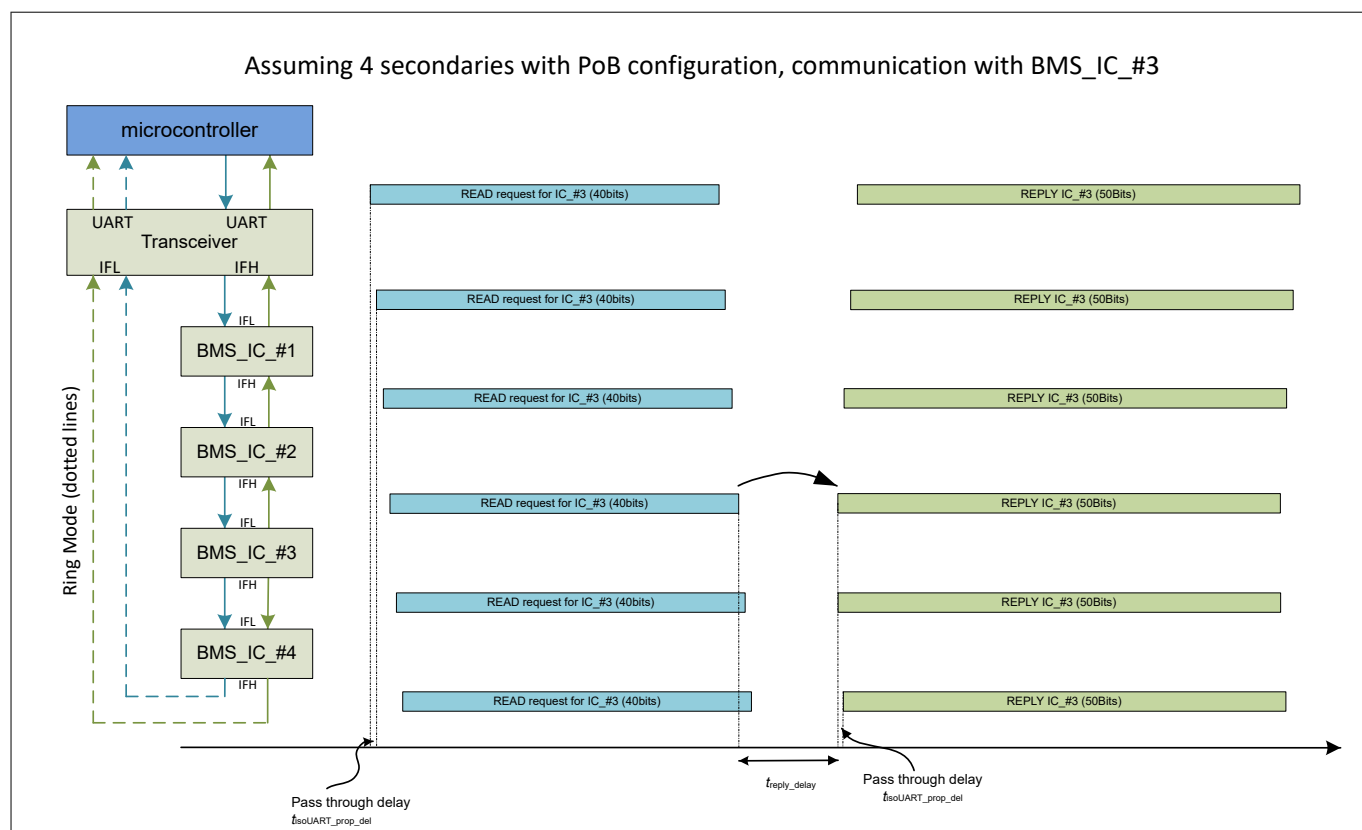 Assuming 4 secondaries with PoB configuration, communication with BMS_IC_#3
microcontroller
UART UART
Transceiver
IFL IFH
IFL
BMS_IC_#1
IFH
IFL
BMS_IC_#2
IFH
IFL
BMS_IC_#3
IFH
IFL
BMS_IC_#4
IFH
Ring Mode (dotted lines)
READ request for IC_#3 (40bits) REPLY IC_#3 (50Bits)
READ request for IC_#3 (40bits) REPLY IC_#3 (50Bits)
READ request for IC_#3 (40bits) REPLY IC_#3 (50Bits)
READ request for IC_#3 (40bits) REPLY IC_#3 (50Bits)
READ request for IC_#3 (40bits) REPLY IC_#3 (50Bits)
READ request for IC_#3 (40bits) REPLY IC_#3 (50Bits)
Pass through delay
tisoUART_prop_del
treply_delay
Pass through delay
tisoUART_prop_del